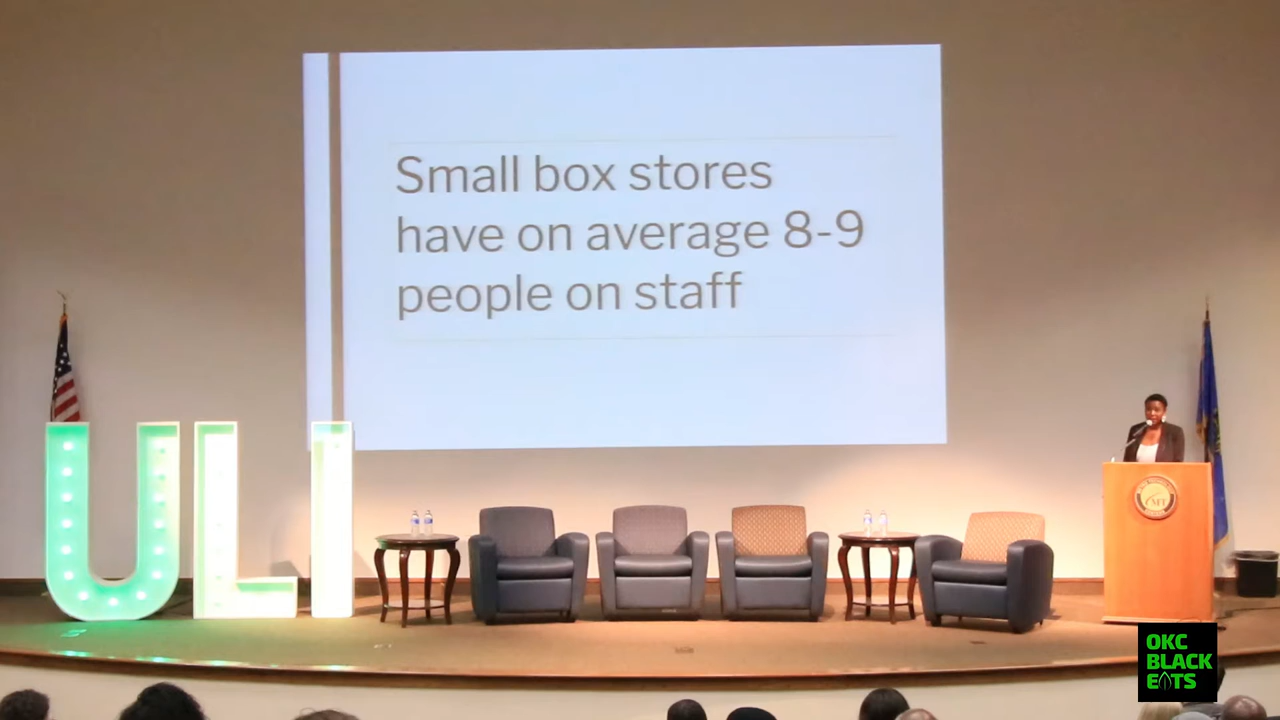 Small box stores
have on average 8-9
people on staff
ULI
OKC
BLACK
EATS